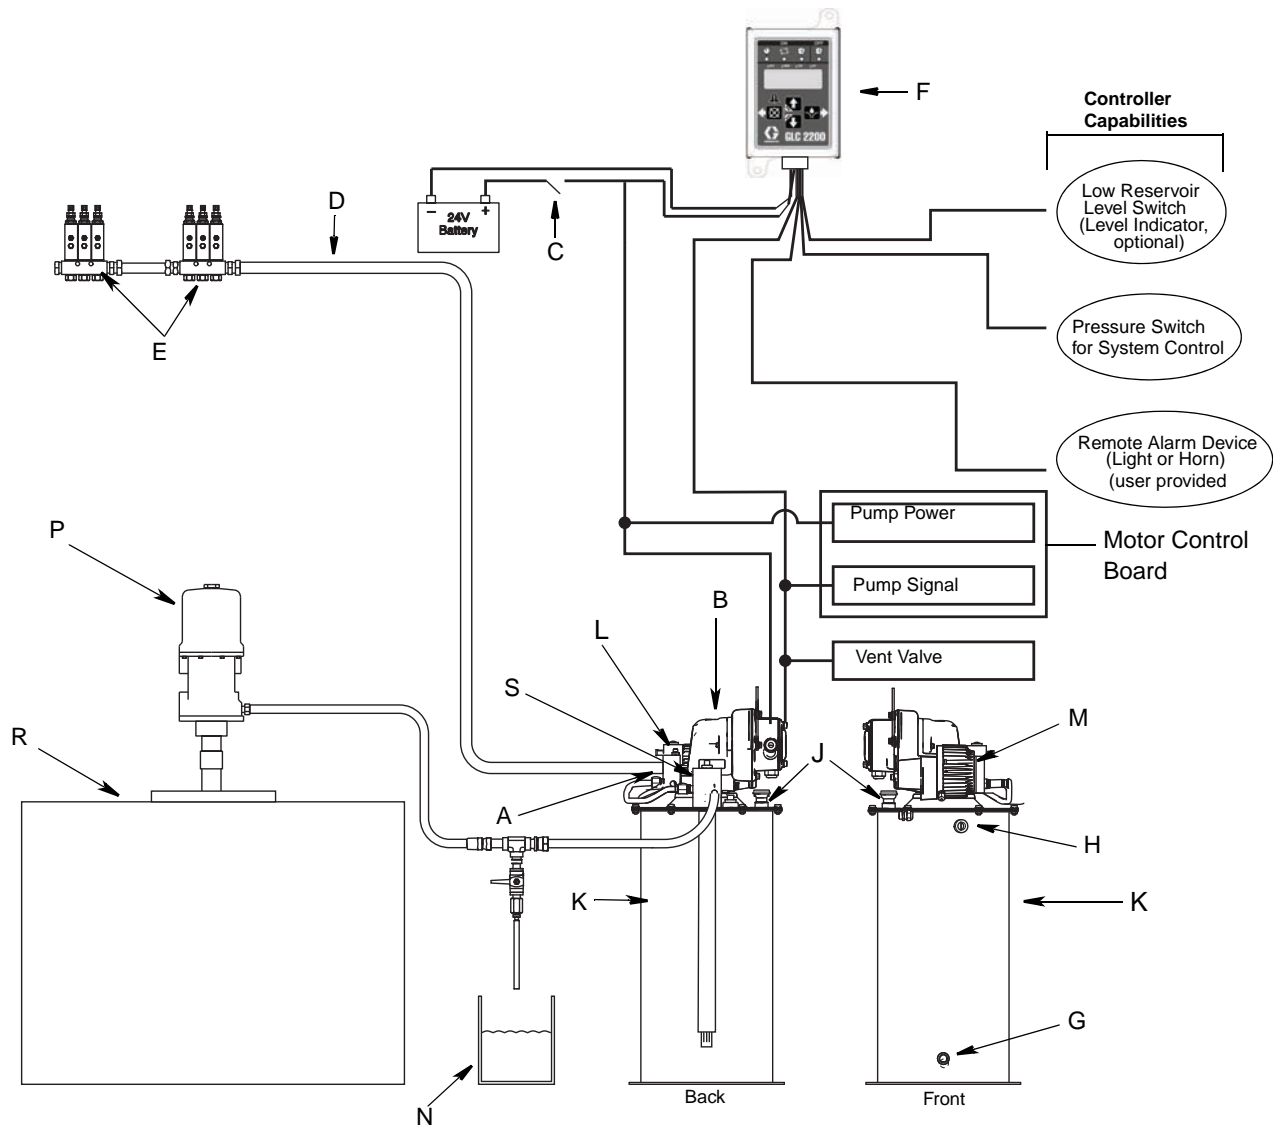 F
Controller
Capabilities
GLC 2200
D
–
+
24V
Battery
C
Low Reservoir
Level Switch
(Level Indicator,
optional)
E
Pressure Switch
for System Control
Remote Alarm Device
(Light or Horn)
(user provided
P
Pump Power
Motor Control
Board
Pump Signal
B
L
Vent Valve
S
M
R
J
A
H
K
K
G
N
Back
Front